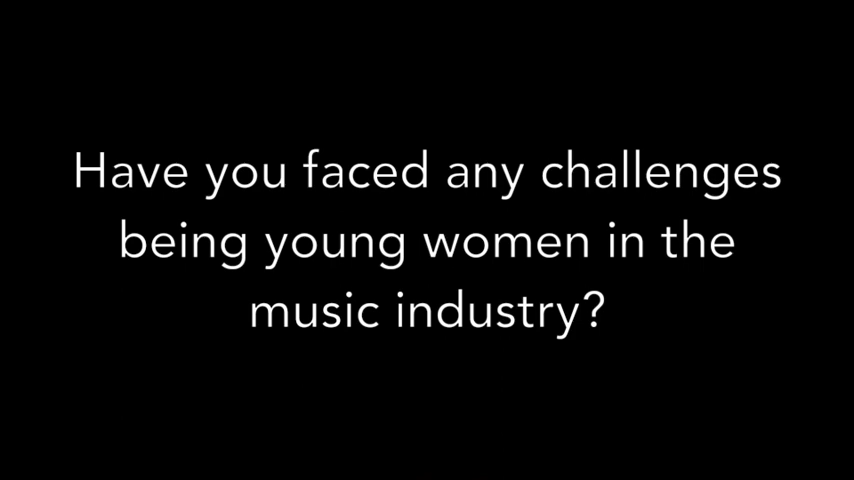 Have you faced any challenges
being young women in the
music industry?